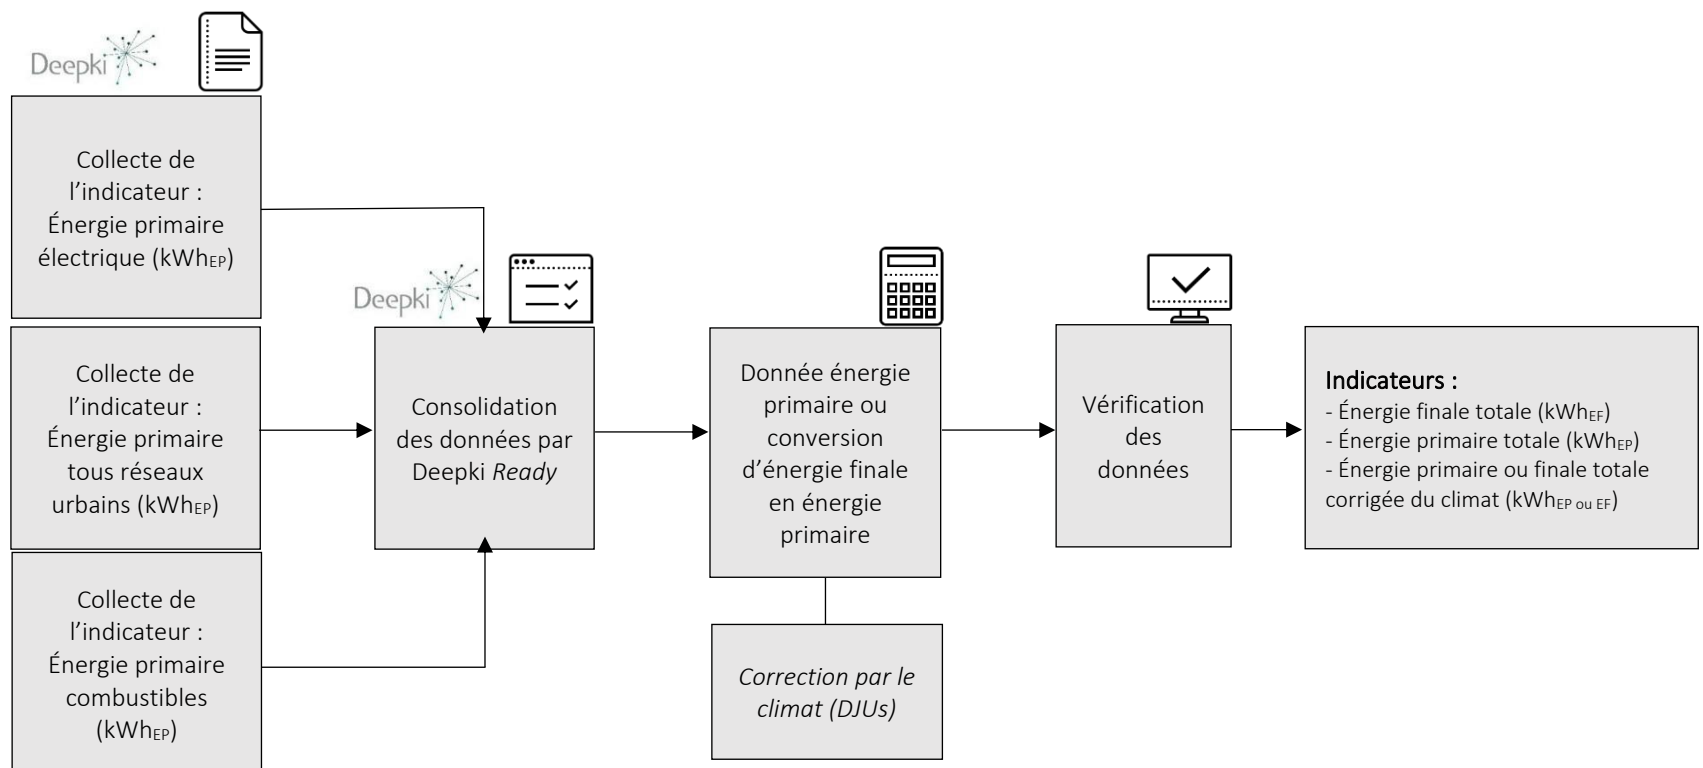 Deepki
Collecte de
l’indicateur :
Énergie primaire
électrique (kWhEP)
Collecte de
l’indicateur :
Énergie primaire
tous réseaux
urbains (kWhEP)
Collecte de
l’indicateur :
Énergie primaire
combustibles
(kWhEP)
Deepki
Consolidation
des données par
Deepki Ready
Donnée énergie
primaire ou
conversion
d’énergie finale
en énergie
primaire
Correction par le
climat (DJUs)
Vérification
des
données
Indicateurs :
- Énergie finale totale (kWhEF)
- Énergie primaire totale (kWhEP)
- Énergie primaire ou finale totale
corrigée du climat (kWhEP ou EF)